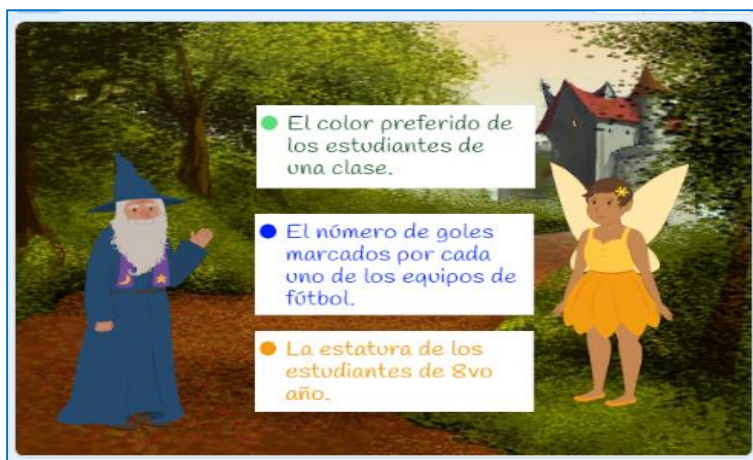 El color preferido de
los estudiantes de
una clase.
El número de goles
marcados por cada
uno de los equipos de
fútbol.
La estatura de los
estudiantes de 8vo
año.